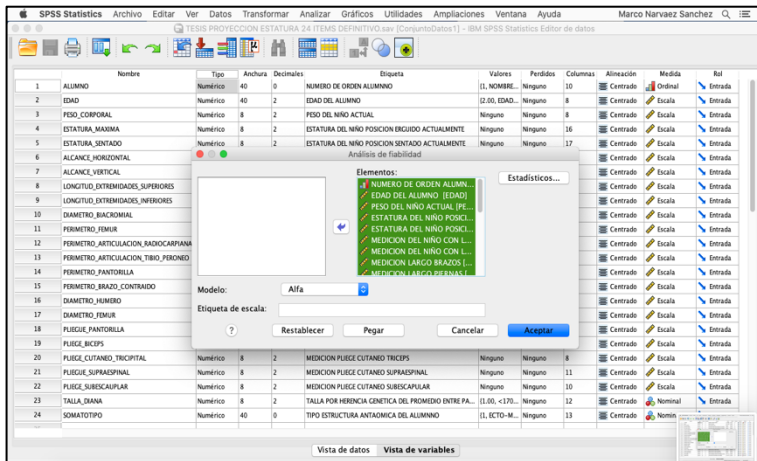 SPSS Statistics Archivo Editar Ver Datos Transformar Analizar Gráficos Utilidades Ampliaciones Ventana Ayuda Marco Narvaez Sanchez
TESIS PROYECCION ESTATURA 24 ITEMS DEFINITIVO.sav [ConjuntoDatos1] - IBM SPSS Statistics Editor de datos
Nombre Tipo Anchura Decimales Etiqueta Valores Perdidos Columnas Alineación Medida Rol
1 ALUMNO Numérico 40 0 NUMERO DE ORDEN ALUMNNO {1, NOMBRE... Ninguno 10 Centrado Ordinal Entrada
2 EDAD Numérico 40 2 EDAD DEL ALUMNO {2.00, EDAD... Ninguno 8 Centrado Escala Entrada
3 PESO_CORPORAL Numérico 8 2 PESO DEL NIÑO ACTUAL Ninguno Ninguno 8 Centrado Escala Entrada
4 ESTATURA_MAXIMA Numérico 8 2 ESTATURA DEL NIÑO POSICION ERGUIDO ACTUALMENTE Ninguno Ninguno 16 Centrado Escala Entrada
5 ESTATURA_SENTADO Numérico 8 2 ESTATURA DEL NIÑO POSICION SENTADO ACTUALMENTE Ninguno Ninguno 17 Centrado Escala Entrada
6 ALCANCE_HORIZONTAL Centrado Escala Entrada
7 ALCANCE_VERTICAL Centrado Escala Entrada
8 LONGITUD_EXTREMIDADES_SUPERIORES Centrado Escala Entrada
9 LONGITUD_EXTREMIDADES_INFERIORES Centrado Escala Entrada
10 DIAMETRO_BIACROMIAL Centrado Escala Entrada
11 PERIMETRO_FEMUR Centrado Escala Entrada
12 PERIMETRO_ARTICULACION_RADIOCARPIANA Centrado Escala Entrada
13 PERIMETRO_ARTICULACION_TIBIO_PERONEO Centrado Escala Entrada
14 PERIMETRO_PANTORILLA Centrado Escala Entrada
15 PERIMETRO_BRAZO_CONTRAIDO Centrado Escala Entrada
16 DIAMETRO_HUMERO Centrado Escala Entrada
17 DIAMETRO_FEMUR Centrado Escala Entrada
18 PLIEGUE_PANTORILLA Centrado Escala Entrada
19 PLIEGE_BICEPS Centrado Escala Entrada
20 PLIEGE_CUTANEO_TRICIPITAL Numérico 8 2 MEDICION PLIEGE CUTANEO TRICEPS Ninguno Ninguno 8 Centrado Escala Entrada
21 PLIEGUE_SUPRAESPINAL Numérico 8 2 MEDICION PLIEGE CUTANEO SUPRAESPINAL Ninguno Ninguno 11 Centrado Escala Entrada
22 PLIEGE_SUBESCAUPLAR Numérico 8 2 MEDICION PLIEGE CUTANEO SUBESCAPULAR Ninguno Ninguno 10 Centrado Escala Entrada
23 TALLA_DIANA Numérico 8 2 TALLA POR HERENCIA GENETICA DEL PROMEDIO ENTRE PA... {1.00, <170... Ninguno 12 Centrado Nominal Entrada
24 SOMATOTIPO Numérico 40 0 TIPO ESTRUCTURA ANTAOMICA DEL ALUMNNO {1, ECTO-M... Ninguno 13 Centrado Nomin
Análisis de fiabilidad
Elementos:
NUMERO DE ORDEN ALUMN...
EDAD DEL ALUMNO [EDAD]
PESO DEL NIÑO ACTUAL [PE...
ESTATURA DEL NIÑO POSICI...
ESTATURA DEL NIÑO POSICI...
MEDICION DEL NIÑO CON L...
MEDICION DEL NIÑO CON L...
MEDICION LARGO BRAZOS [...
MEDICION LARGO PIERNAS [
Estadísticos...
Modelo: Alfa
Etiqueta de escala:
? Restablecer Pegar Cancelar Aceptar
Vista de datos Vista de variables